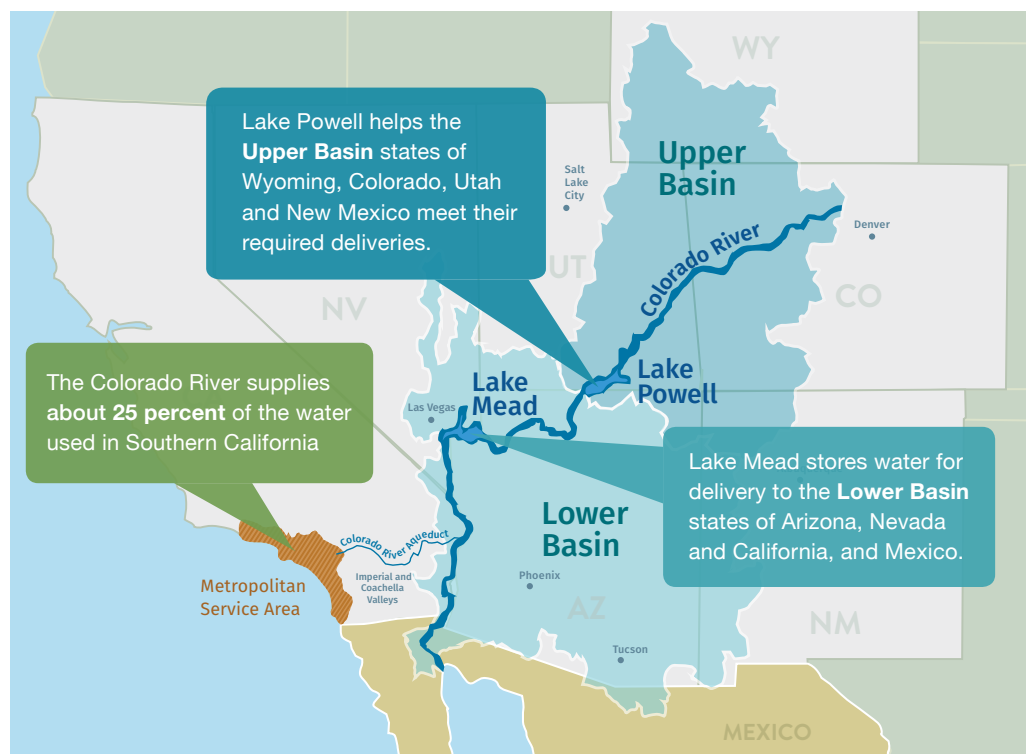 WY
Lake Powell helps the
Upper Basin states of
Wyoming, Colorado, Utah
and New Mexico meet their
required deliveries.
Upper
Basin
Salt
Lake
City
Denver
Colorado River
UT
CO
NV
The Colorado River supplies
about 25 percent of the water
used in Southern California
Lake
Mead
Lake
Powell
Las Vegas
Lake Mead stores water for
delivery to the Lower Basin
states of Arizona, Nevada
and California, and Mexico.
Lower
Basin
Colorado River Aqueduct
Imperial and
Coachella
Valleys
Metropolitan
Service Area
Phoenix
AZ
NM
Tucson
MEXICO